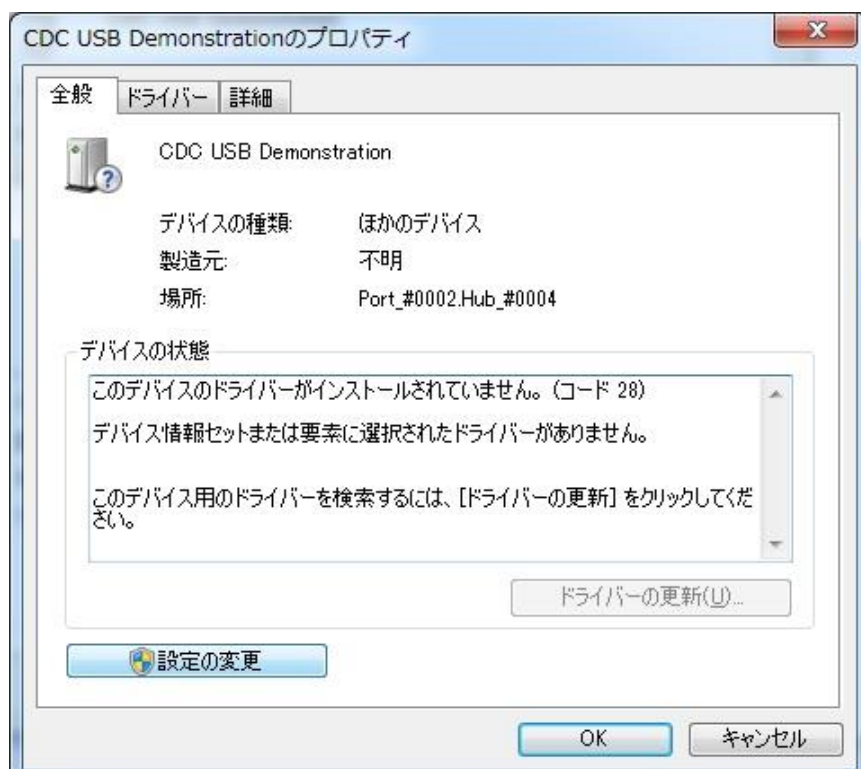 CDC USB Demonstrationのプロパティ
全般 ドライバー 詳細
CDC USB Demonstration
デバイスの種類: ほかのデバイス
製造元: 不明
場所: Port_#0002.Hub_#0004
デバイスの状態
このデバイスのドライバーがインストールされていません。(コード 28)
デバイス情報セットまたは要素に選択されたドライバーがありません。
このデバイス用のドライバーを検索するには、[ドライバーの更新] をクリックしてくだ
さい。
ドライバーの更新(U)...
設定の変更
OK キャンセル